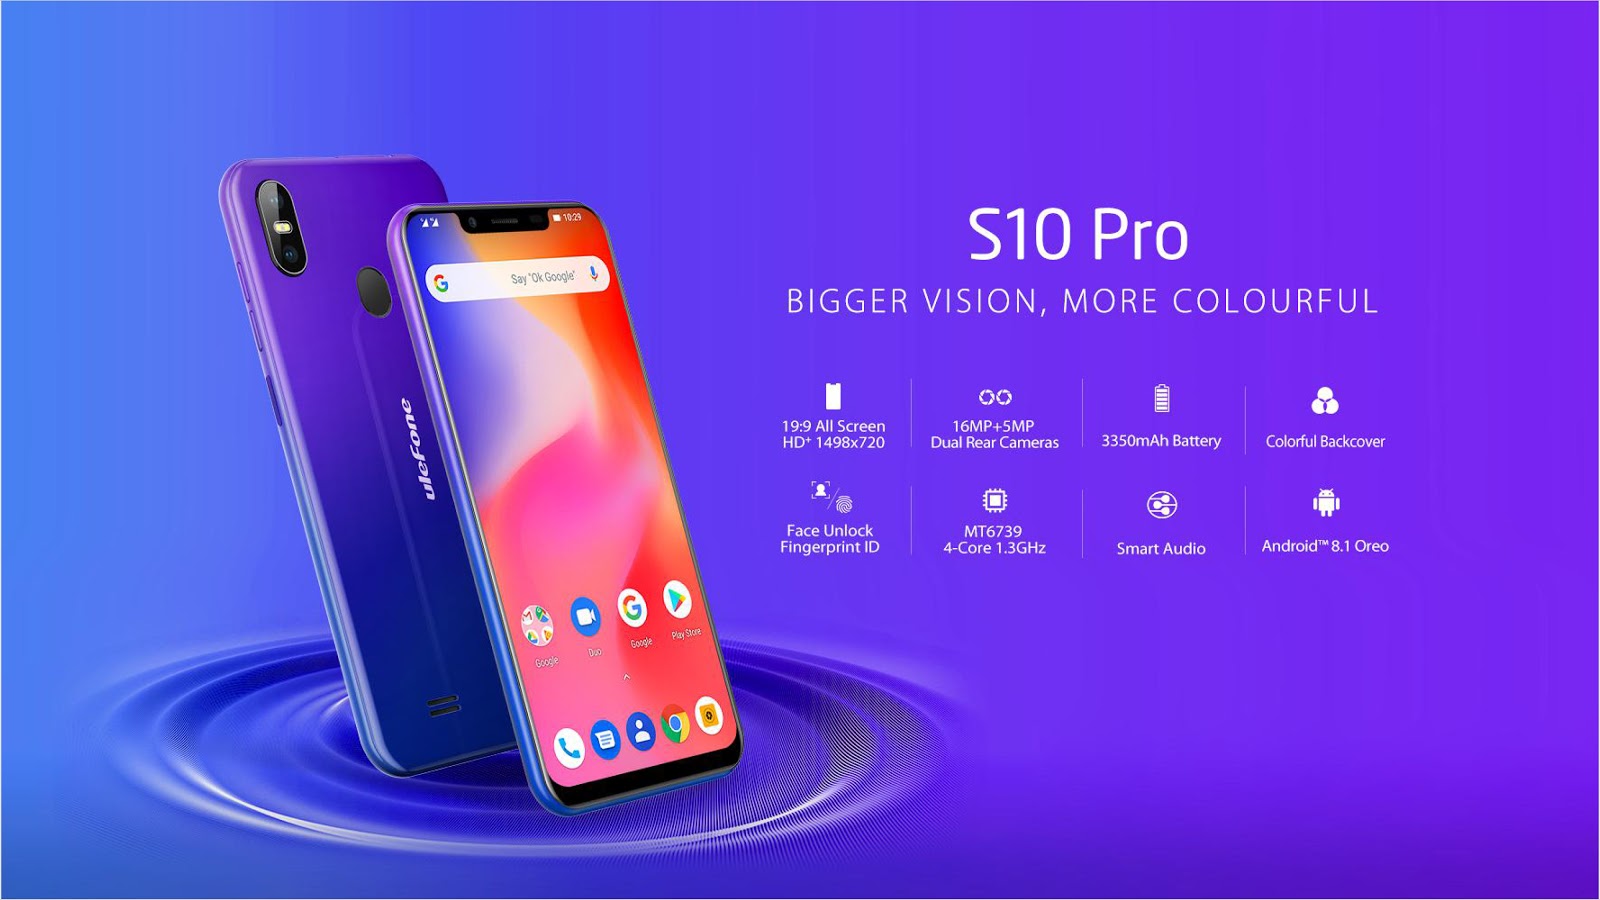 10:29
Say "Ok Google"
uleFone
Google
Duo
Google
Play Store
S10 Pro
BIGGER VISION, MORE COLOURFUL
19:9 All Screen
HD+ 1498x720
16MP+5MP
Dual Rear Cameras
3350mAh Battery
Colorful Backcover
Face Unlock
Fingerprint ID
MT6739
4-Core 1.3GHz
Smart Audio
Android™ 8.1 Oreo